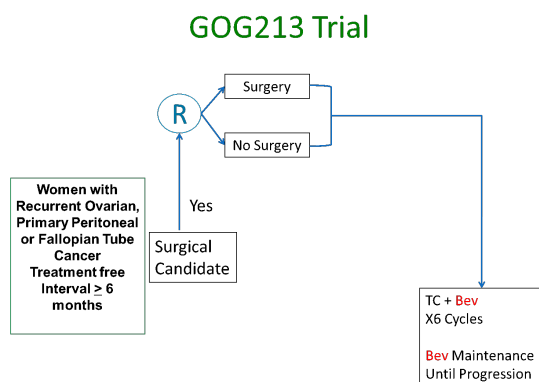 GOG213 Trial
R
Surgery
No Surgery
Women with
Recurrent Ovarian,
Primary Peritoneal
or Fallopian Tube
Cancer
Treatment free
Interval ≥ 6
months
Yes
Surgical
Candidate
TC + Bev
X6 Cycles
Bev Maintenance
Until Progression